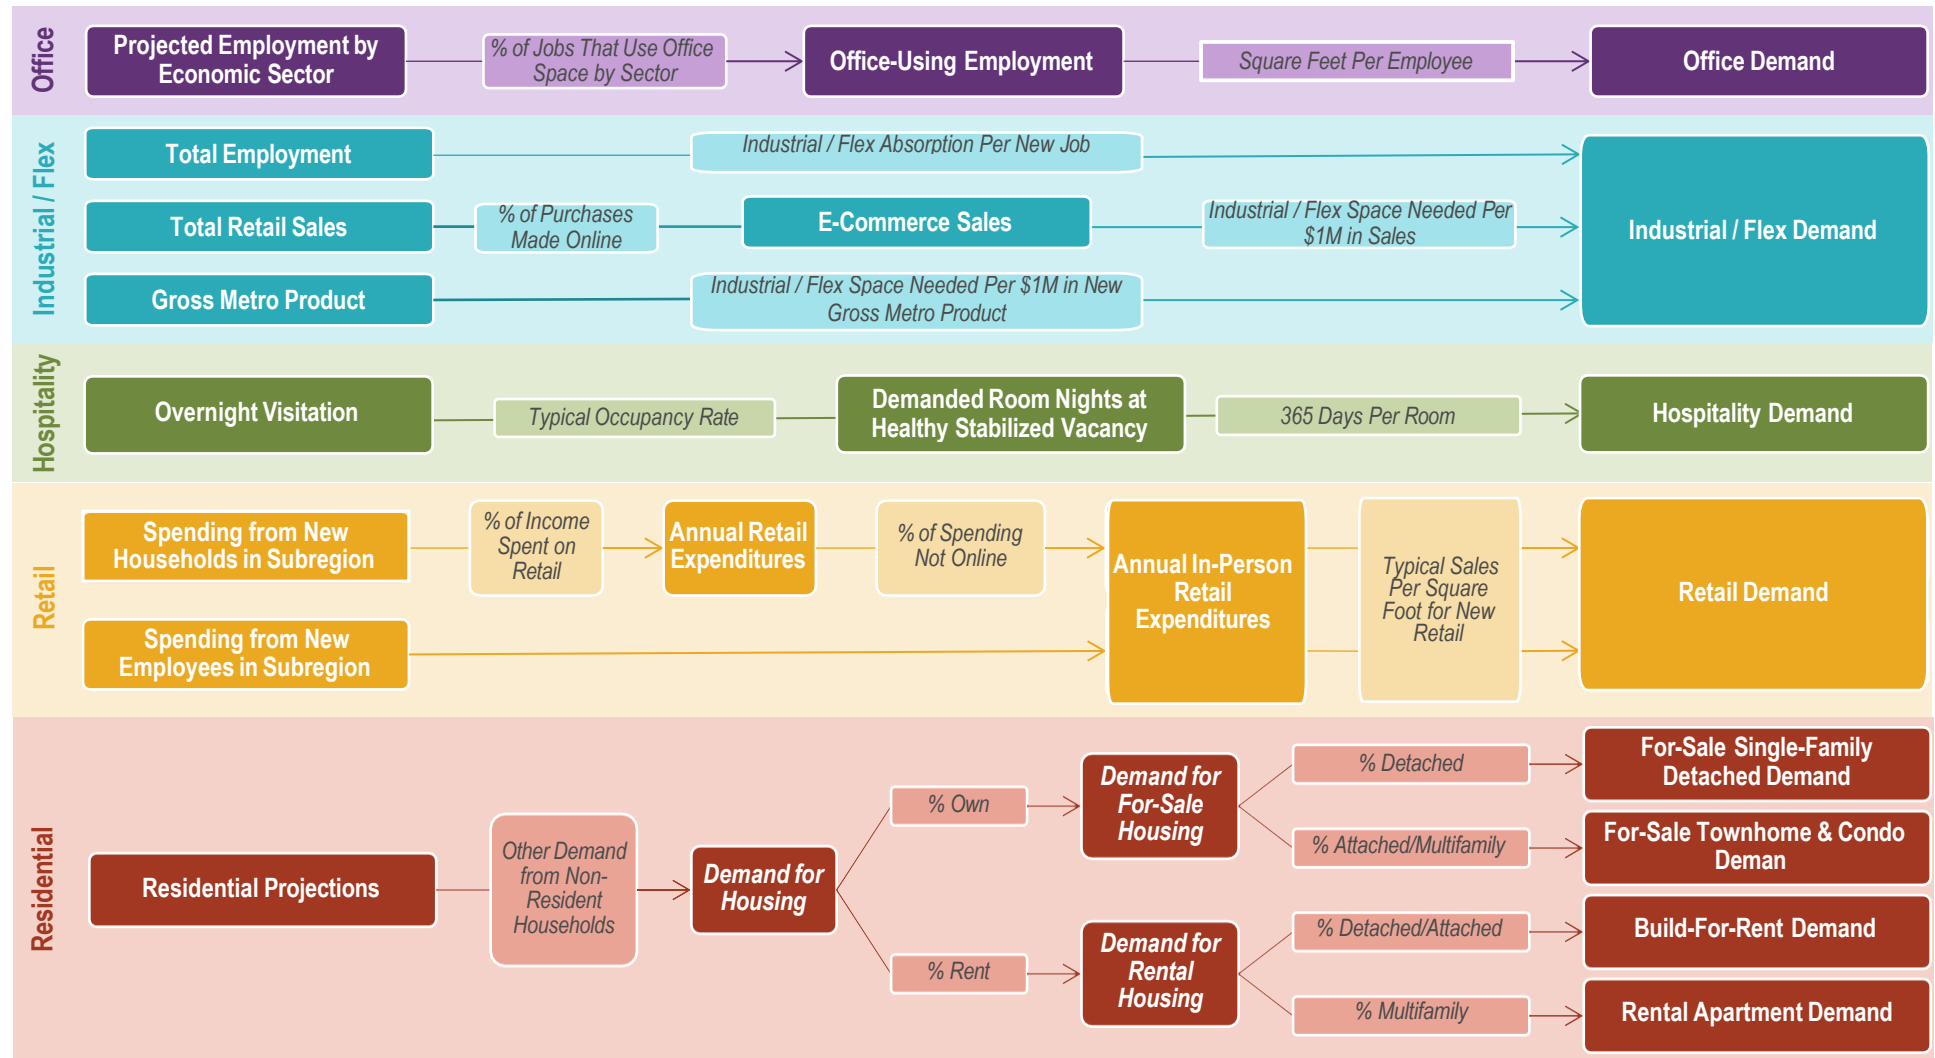 Office
Projected Employment by
Economic Sector
% of Jobs That Use Office
Space by Sector
Office-Using Employment
Square Feet Per Employee
Office Demand
Industrial / Flex
Total Employment
Industrial / Flex Absorption Per New Job
Total Retail Sales
% of Purchases
Made Online
E-Commerce Sales
Industrial / Flex Space Needed Per
$1M in Sales
Gross Metro Product
Industrial / Flex Space Needed Per $1M in New
Gross Metro Product
Industrial / Flex Demand
Hospitality
Overnight Visitation
Typical Occupancy Rate
Demanded Room Nights at
Healthy Stabilized Vacancy
365 Days Per Room
Hospitality Demand
Retail
Spending from New
Households in Subregion
% of Income
Spent on
Retail
Annual Retail
Expenditures
% of Spending
Not Online
Spending from New
Employees in Subregion
Annual In-Person
Retail
Expenditures
Typical Sales
Per Square
Foot for New
Retail
Retail Demand
Residential
Residential Projections
Other Demand
from Non-
Resident
Households
Demand for
Housing
% Own
Demand for
For-Sale
Housing
% Detached
For-Sale Single-Family
Detached Demand
% Attached/Multifamily
For-Sale Townhome & Condo
Deman
% Rent
Demand for
Rental
Housing
% Detached/Attached
Build-For-Rent Demand
% Multifamily
Rental Apartment Demand